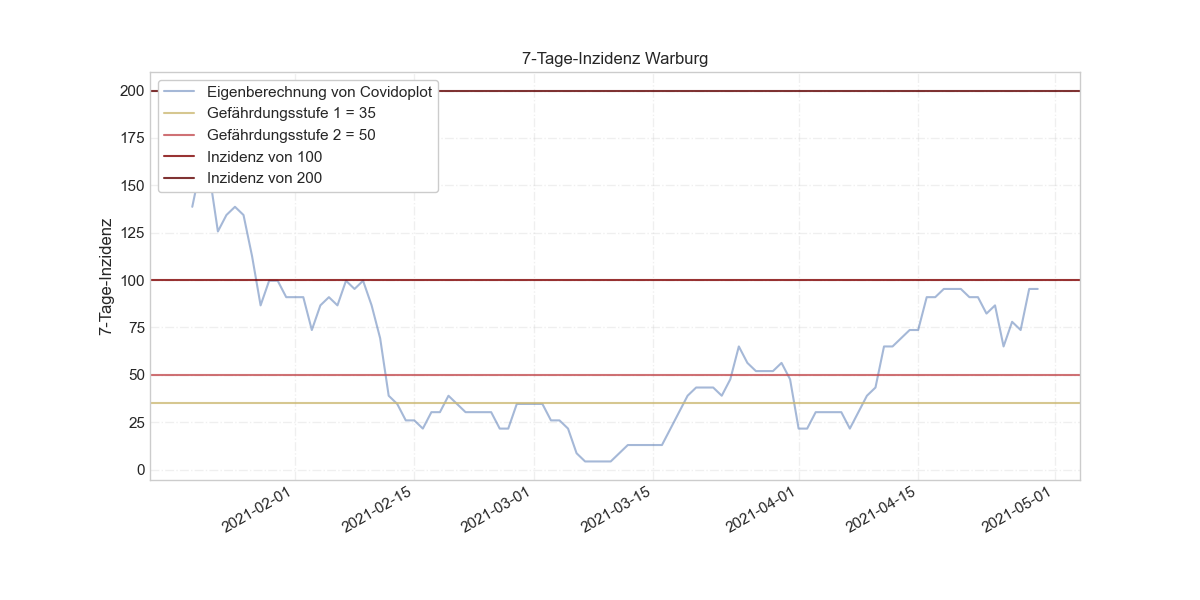 7-Tage-Inzidenz Warburg
Eigenberechnung von Covidoplot
Gefährdungsstufe 1 = 35
Gefährdungsstufe 2 = 50
Inzidenz von 100
Inzidenz von 200
7-Tage-Inzidenz
200
175
150
125
100
75
50
25
0
2021-02-01
2021-02-15
2021-03-01
2021-03-15
2021-04-01
2021-04-15
2021-05-01